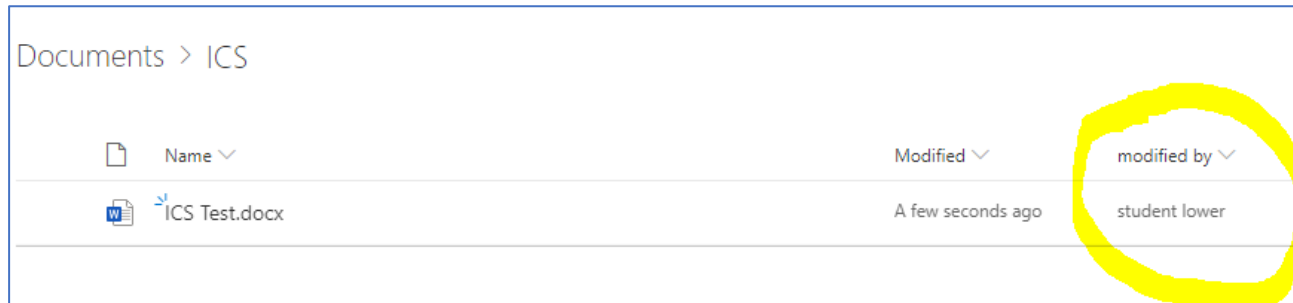 Documents > ICS
Name Modified modified by
ICS Test.docx A few seconds ago student lower